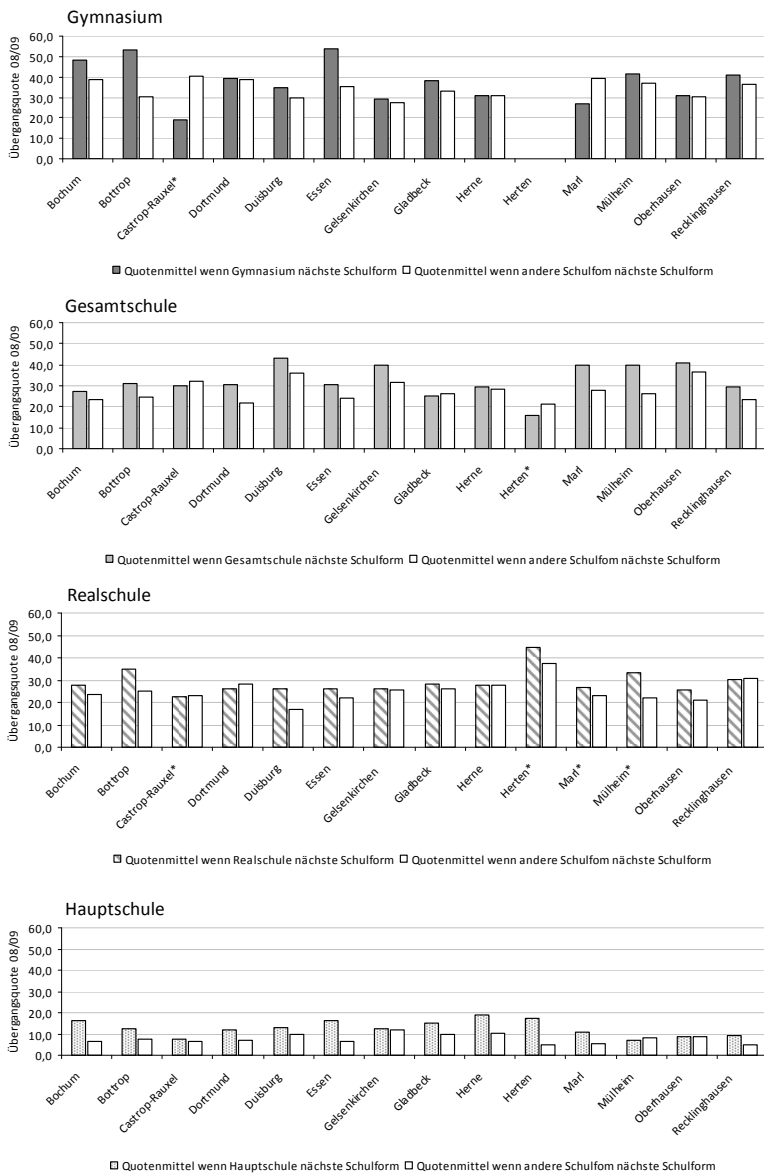 Gymnasium
Übergangsquote 08/09
60,0
50,0
40,0
30,0
20,0
10,0
0,0
Bochum
Bottrop
Castrop-Rauxel*
Dortmund
Duisburg
Essen
Gelsenkirchen
Gladbeck
Herne
Herten
Marl
Mülheim
Oberhausen
Recklinghausen
Quotenmittel wenn Gymnasium nächste Schulform
Quotenmittel wenn andere Schulfom nächste Schulform
Gesamtschule
Übergangsquote 08/09
60,0
50,0
40,0
30,0
20,0
10,0
0,0
Bochum
Bottrop
Castrop-Rauxel
Dortmund
Duisburg
Essen
Gelsenkirchen
Gladbeck
Herne
Herten*
Marl
Mülheim
Oberhausen
Recklinghausen
Quotenmittel wenn Gesamtschule nächste Schulform
Quotenmittel wenn andere Schulfom nächste Schulform
Realschule
Übergangsquote 08/09
60,0
50,0
40,0
30,0
20,0
10,0
0,0
Bochum
Bottrop
Castrop-Rauxel*
Dortmund
Duisburg
Essen
Gelsenkirchen
Gladbeck
Herne
Herten*
Marl*
Mülheim*
Oberhausen
Recklinghausen
Quotenmittel wenn Realschule nächste Schulform
Quotenmittel wenn andere Schulfom nächste Schulform
Hauptschule
Übergangsquote 08/09
60,0
50,0
40,0
30,0
20,0
10,0
0,0
Bochum
Bottrop
Castrop-Rauxel
Dortmund
Duisburg
Essen
Gelsenkirchen
Gladbeck
Herne
Herten
Marl
Mülheim
Oberhausen
Recklinghausen
Quotenmittel wenn Hauptschule nächste Schulform
Quotenmittel wenn andere Schulfom nächste Schulform